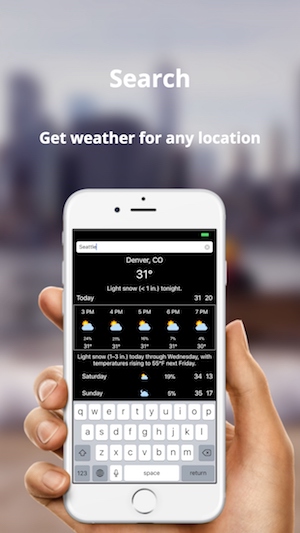 Search
Get weather for any location
Seattle
Denver, CO
31°
Light snow (< 1 in.) tonight.
Today 31 20
3 PM 4 PM 5 PM 6 PM 7 PM
24% 21% 16% 7% 4%
31° 31° 31° 30° 30°
Light snow (1–3 in.) today through Wednesday, with
temperatures rising to 55°F next Friday.
Saturday 19% 34 13
Sunday 5% 35 17
q w e r t y u i o p
a s d f g h j k l
z x c v b n m
123 space return